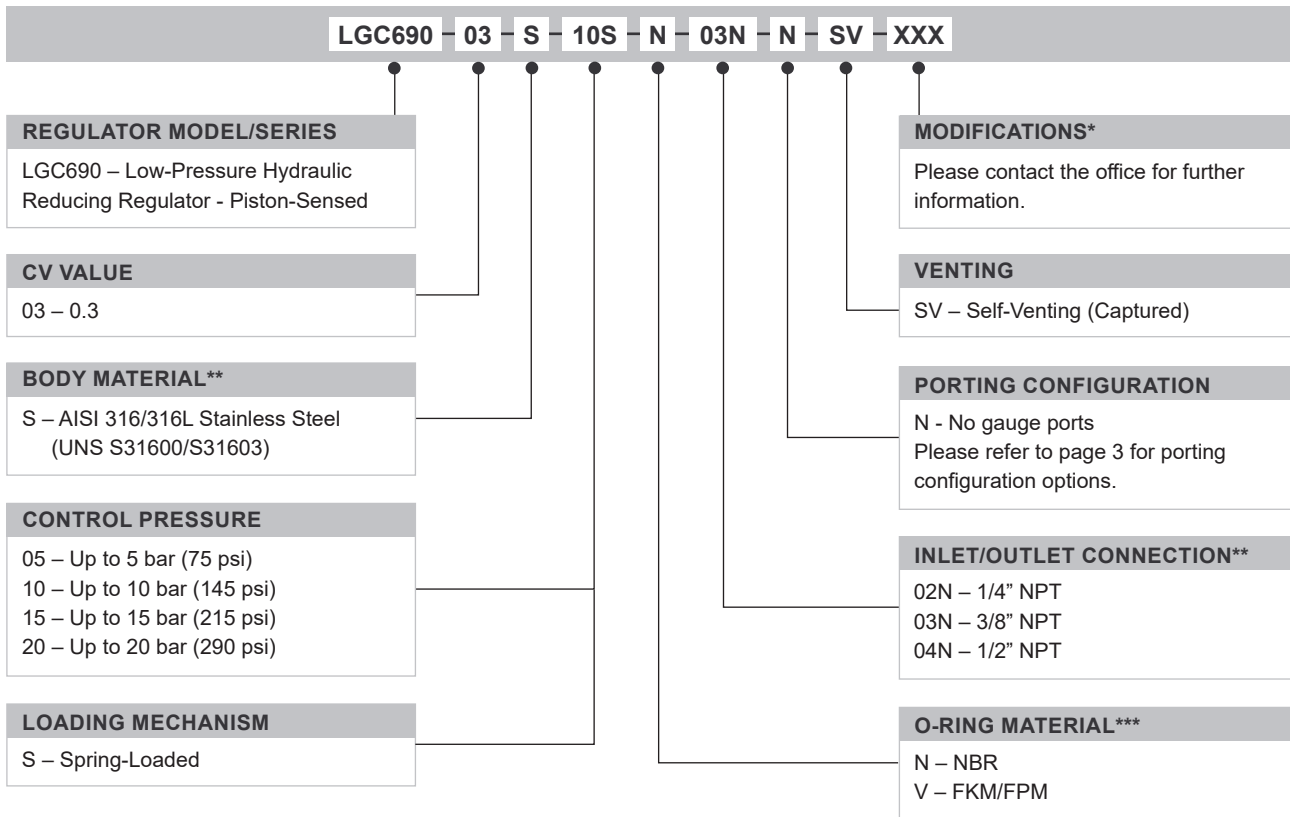 LGC690 - 03 - S - 10S - N - 03N - N - SV - XXX
REGULATOR MODEL/SERIES
LGC690 – Low-Pressure Hydraulic
Reducing Regulator - Piston-Sensed
CV VALUE
03 – 0.3
BODY MATERIAL**
S – AISI 316/316L Stainless Steel
(UNS S31600/S31603)
CONTROL PRESSURE
05 – Up to 5 bar (75 psi)
10 – Up to 10 bar (145 psi)
15 – Up to 15 bar (215 psi)
20 – Up to 20 bar (290 psi)
LOADING MECHANISM
S – Spring-Loaded
MODIFICATIONS*
Please contact the office for further
information.
VENTING
SV – Self-Venting (Captured)
PORTING CONFIGURATION
N - No gauge ports
Please refer to page 3 for porting
configuration options.
INLET/OUTLET CONNECTION**
02N – 1/4” NPT
03N – 3/8” NPT
04N – 1/2” NPT
O-RING MATERIAL***
N – NBR
V – FKM/FPM